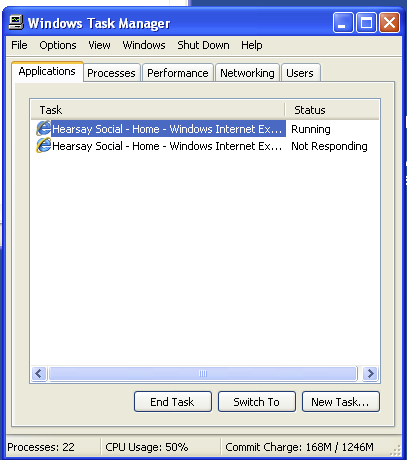 Windows Task Manager
File Options View Windows Shut Down Help
Applications Processes Performance Networking Users
Task Status
Hearsay Social - Home - Windows Internet Ex... Running
Hearsay Social - Home - Windows Internet Ex... Not Responding
End Task Switch To New Task...
Processes: 22 CPU Usage: 50% Commit Charge: 168M / 1246M